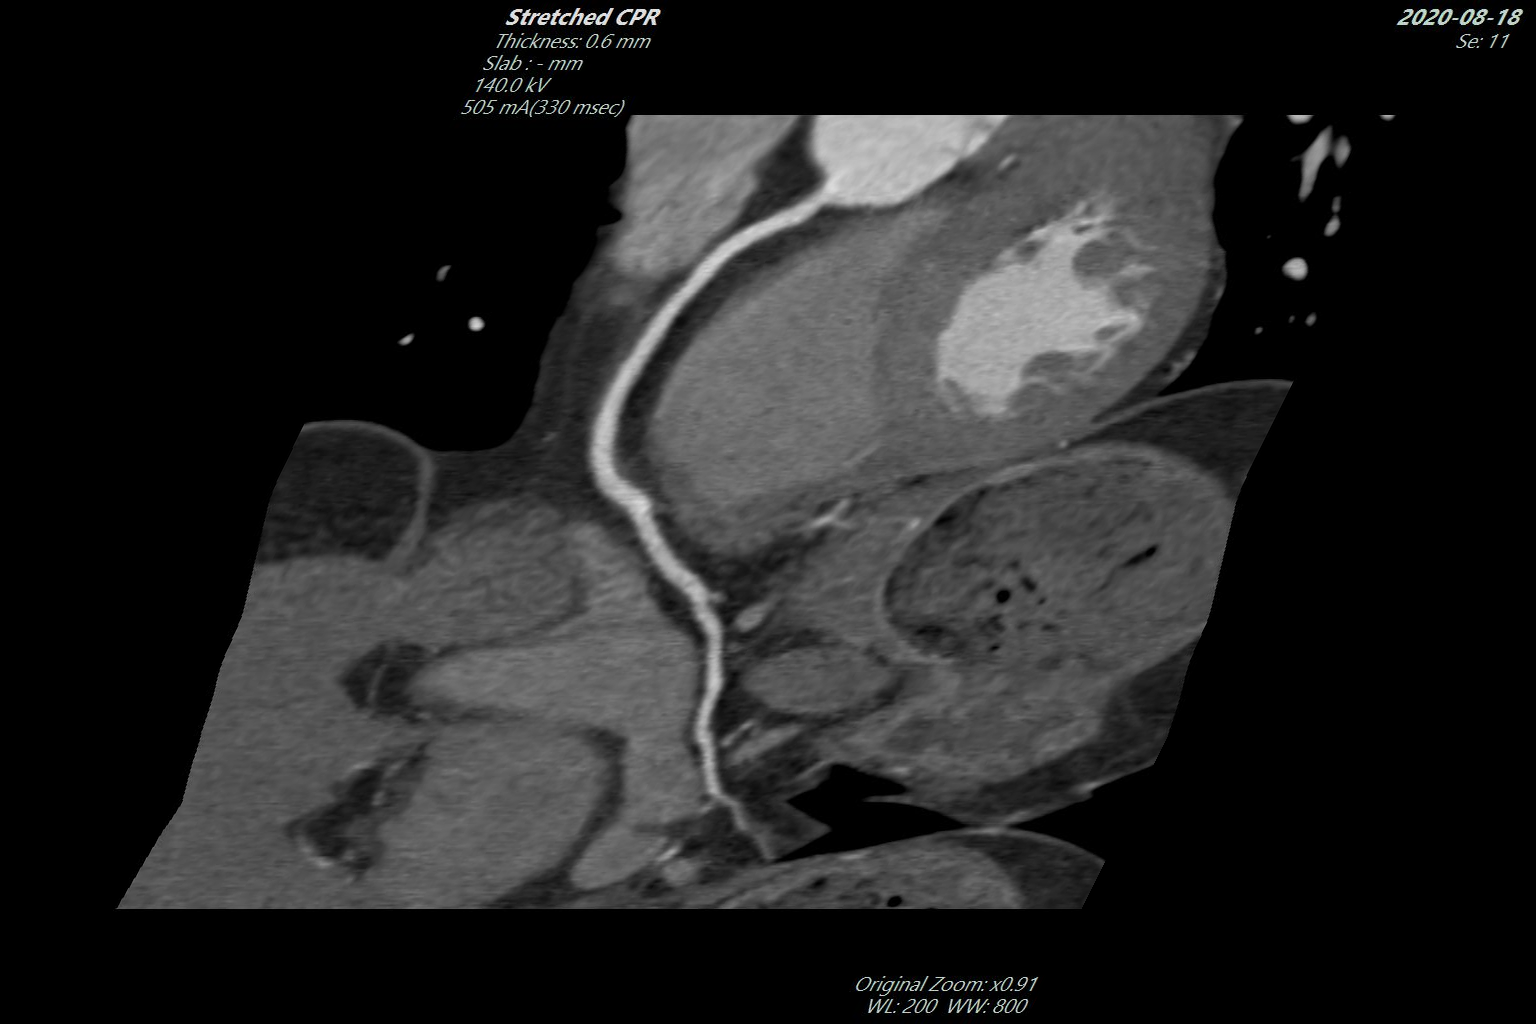 Stretched CPR
Thickness: 0.6 mm
Slab : - mm
140.0 kV
505 mA(330 msec)
2020-08-18
Se: 11
Original Zoom: x0.91
WL: 200 WW: 800